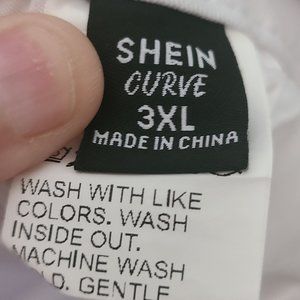 SHEIN
CURVE
3XL
MADE IN CHINA
WASH WITH LIKE
COLORS. WASH
INSIDE OUT.
MACHINE WASH
GENTLE